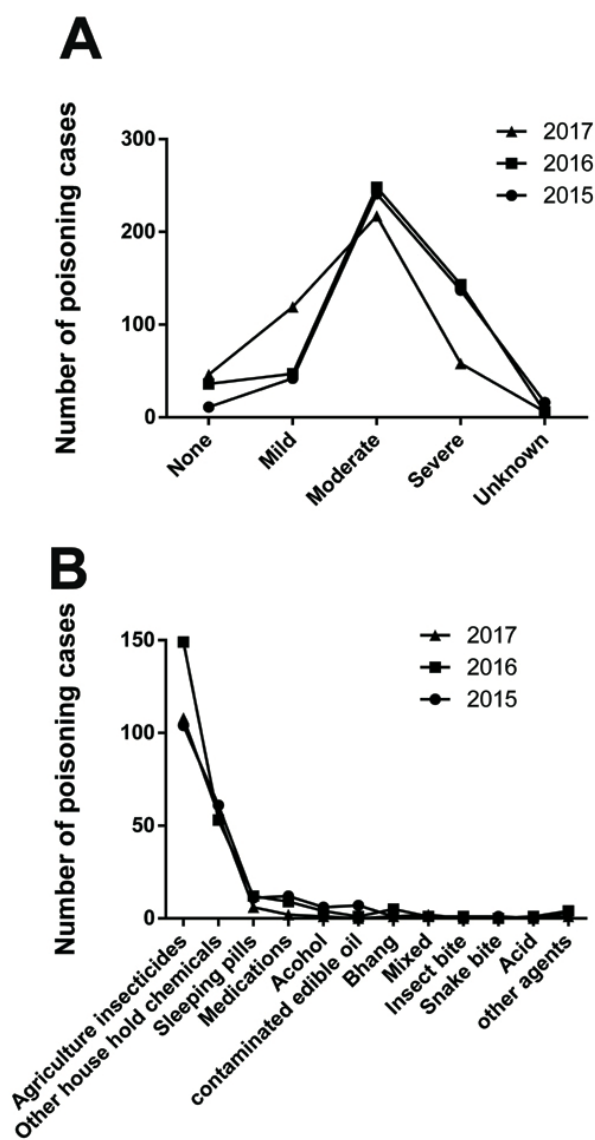 A
Number of poisoning cases
300
200
100
0
2017
2016
2015
None
Mild
Moderate
Severe
Unknown
B
Number of poisoning cases
150
100
50
0
2017
2016
2015
Agriculture insecticides
Other house hold chemicals
Sleeping pills
Medications
Acohol
contaminated edible oil
Bhang
Mixed
Insect bite
Snake bite
Acid
other agents